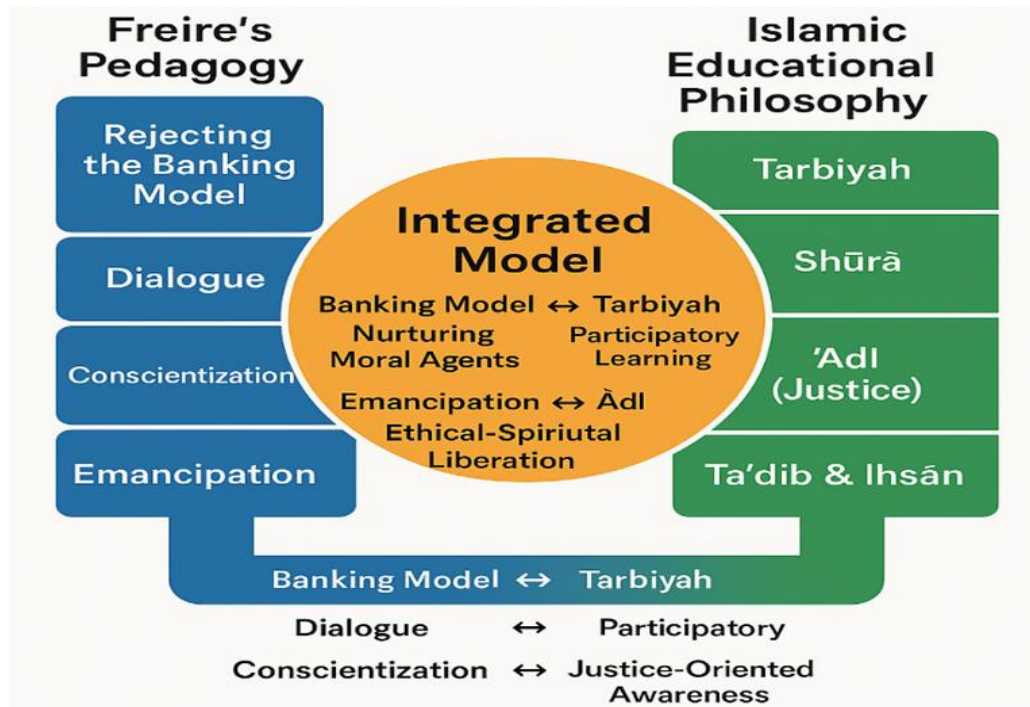 Freire's
Pedagogy
Rejecting
the Banking
Model
Dialogue
Conscientization
Emancipation
Integrated
Model
Banking Model ↔ Tarbiyah
Nurturing
Moral Agents
Participatory
Learning
Emancipation ↔ Àdl
Ethical-Spiriutal
Liberation
Islamic
Educational
Philosophy
Tarbiyah
Shūrà
'Adl
(Justice)
Ta'dib & Ihsán
Banking Model ↔ Tarbiyah
Dialogue ↔ Participatory
Conscientization ↔ Justice-Oriented
Awareness